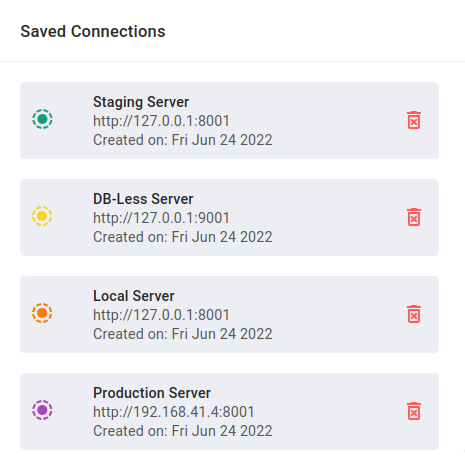 Saved Connections
Staging Server
http://127.0.0.1:8001
Created on: Fri Jun 24 2022
DB-Less Server
http://127.0.0.1:9001
Created on: Fri Jun 24 2022
Local Server
http://127.0.0.1:8001
Created on: Fri Jun 24 2022
Production Server
http://192.168.41.4:8001
Created on: Fri Jun 24 2022